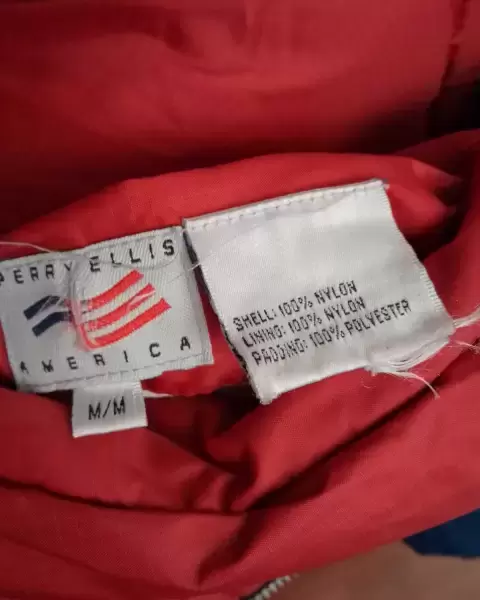 PERRY ELLIS
AMERICA
M/M
SHELL: 100% NYLON
LINING: 100% NYLON
PADDING: 100% POLYESTER